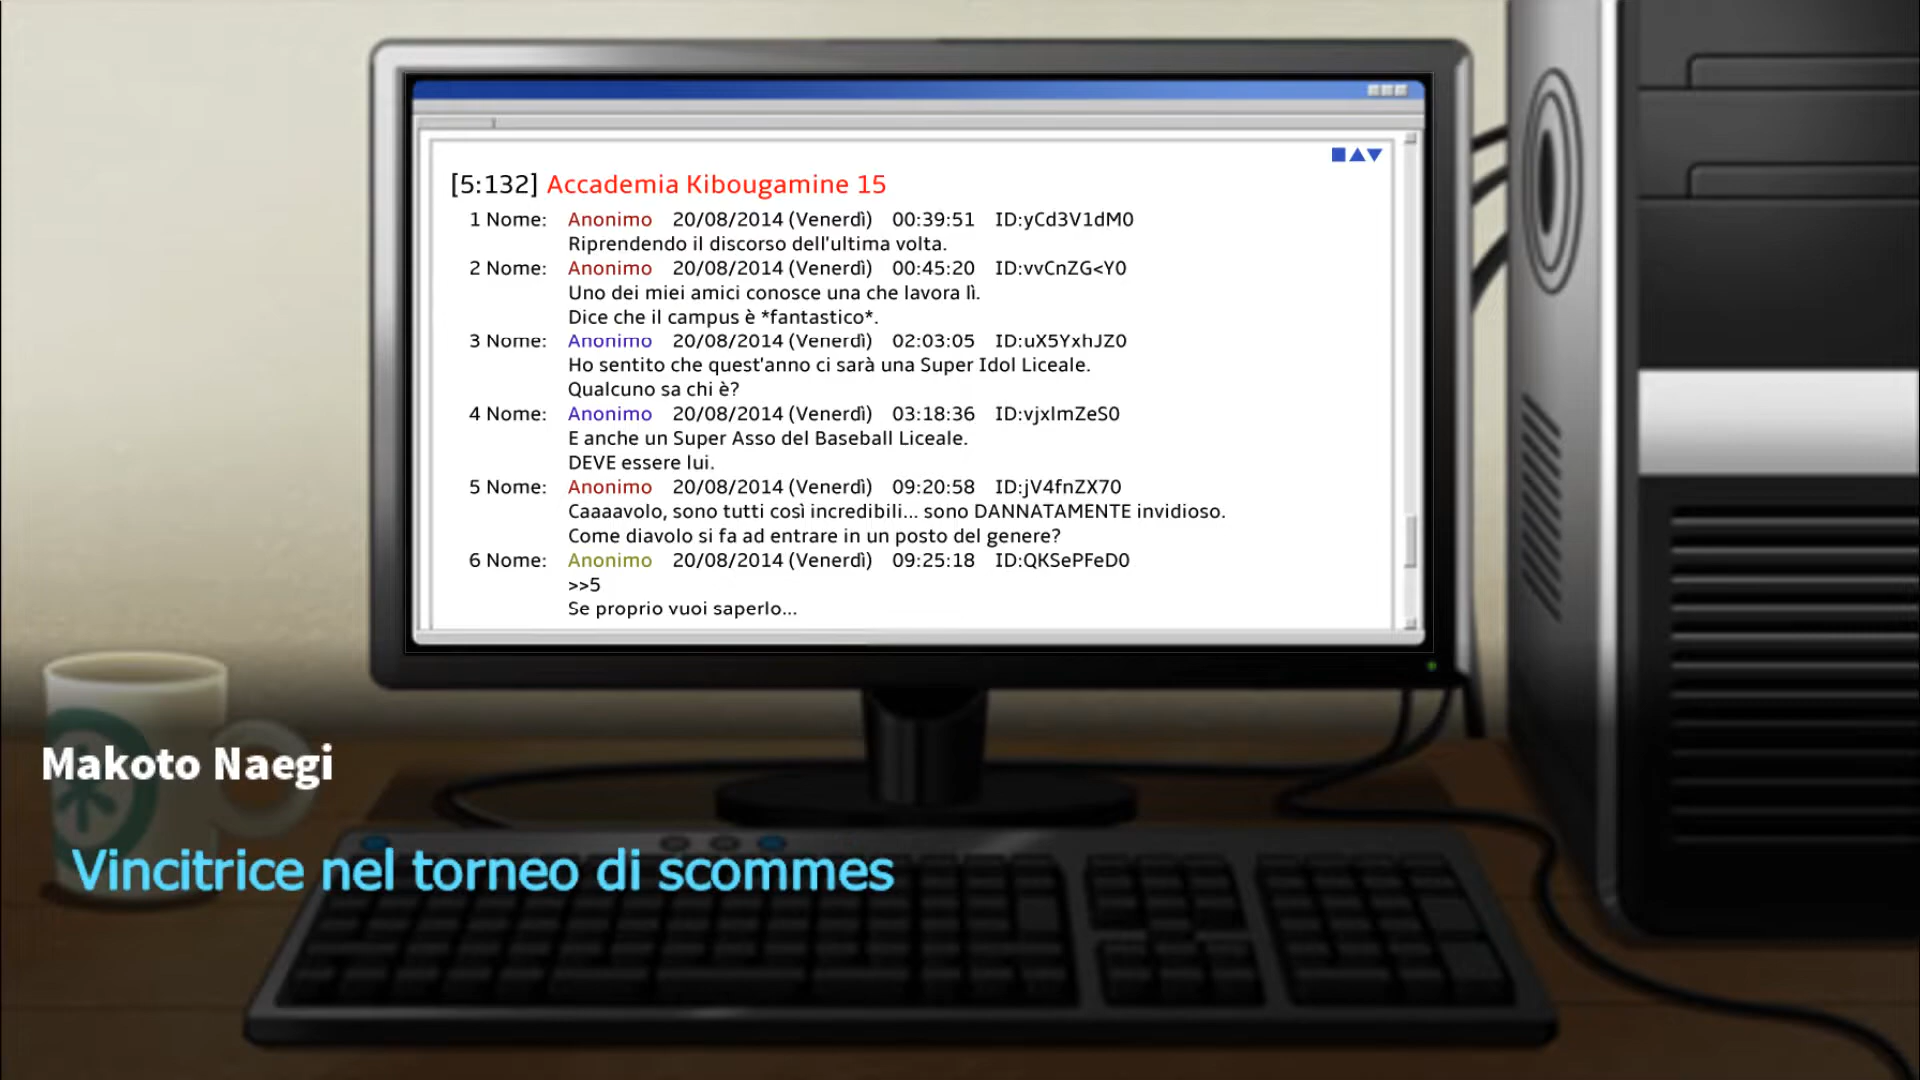 [5:132] Accademia Kibougamine 15
1 Nome: Anonimo 20/08/2014 (Venerdì) 00:39:51 ID:yCd3V1dM0
Riprendendo il discorso dell'ultima volta.
2 Nome: Anonimo 20/08/2014 (Venerdì) 00:45:20 ID:vvCnZG<Y0
Uno dei miei amici conosce una che lavora lì.
Dice che il campus è *fantastico*.
3 Nome: Anonimo 20/08/2014 (Venerdì) 02:03:05 ID:uX5YxhJZ0
Ho sentito che quest'anno ci sarà una Super Idol Liceale.
Qualcuno sa chi è?
4 Nome: Anonimo 20/08/2014 (Venerdì) 03:18:36 ID:vjxImZeS0
E anche un Super Asso del Baseball Liceale.
DEVE essere lui.
5 Nome: Anonimo 20/08/2014 (Venerdì) 09:20:58 ID:jV4fnZX70
Caaaavolo, sono tutti così incredibili... sono DANNATAMENTE invidioso.
Come diavolo si fa ad entrare in un posto del genere?
6 Nome: Anonimo 20/08/2014 (Venerdì) 09:25:18 ID:QKSePFeD0
>>5
Se proprio vuoi saperlo...
Makoto Naegi
Vincitrice nel torneo di scommes